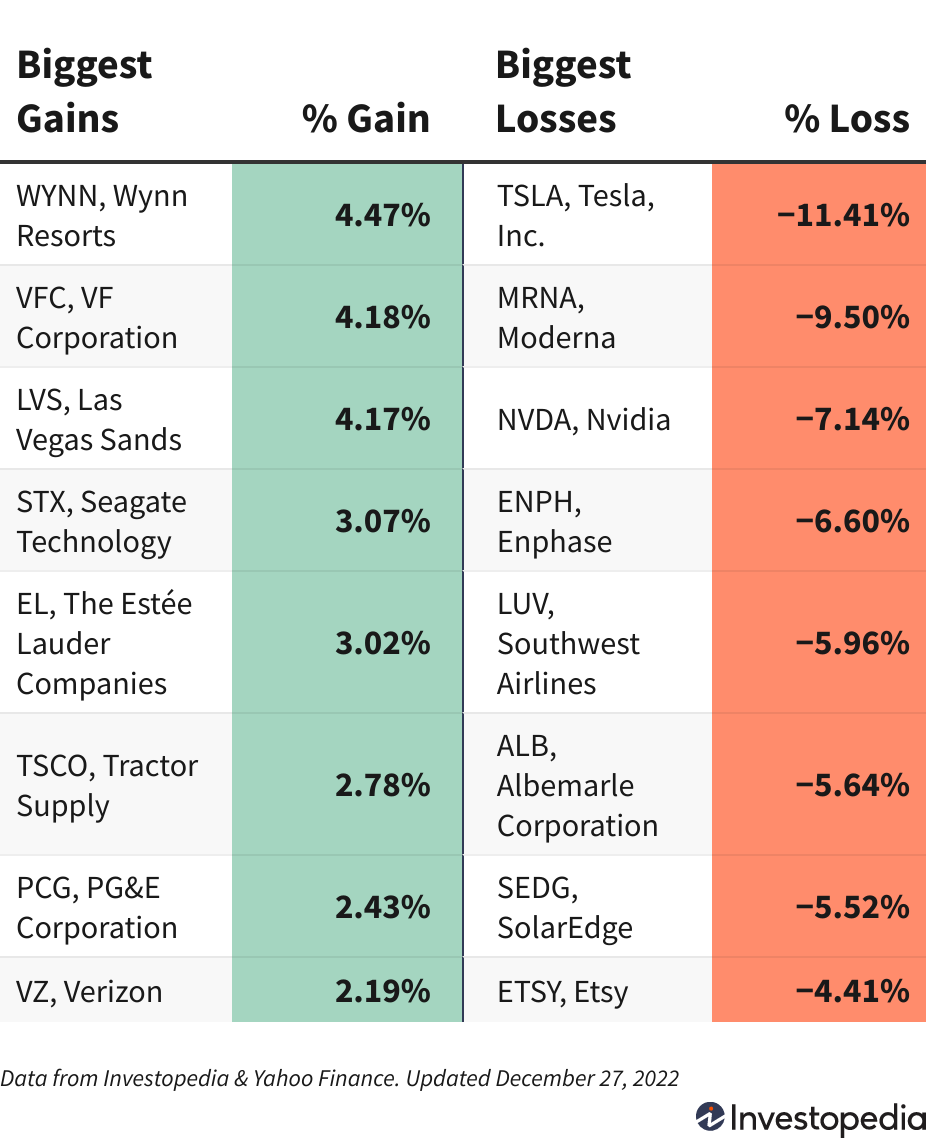 Biggest Gains % Gain Biggest Losses % Loss
WYNN, Wynn Resorts 4.47% TSLA, Tesla, Inc. −11.41%
VFC, VF Corporation 4.18% MRNA, Moderna −9.50%
LVS, Las Vegas Sands 4.17% NVDA, Nvidia −7.14%
STX, Seagate Technology 3.07% ENPH, Enphase −6.60%
EL, The Estée Lauder Companies 3.02% LUV, Southwest Airlines −5.96%
TSCO, Tractor Supply 2.78% ALB, Albemarle Corporation −5.64%
PCG, PG&E Corporation 2.43% SEDG, SolarEdge −5.52%
VZ, Verizon 2.19% ETSY, Etsy −4.41%
Data from Investopedia & Yahoo Finance. Updated December 27, 2022
Investopedia